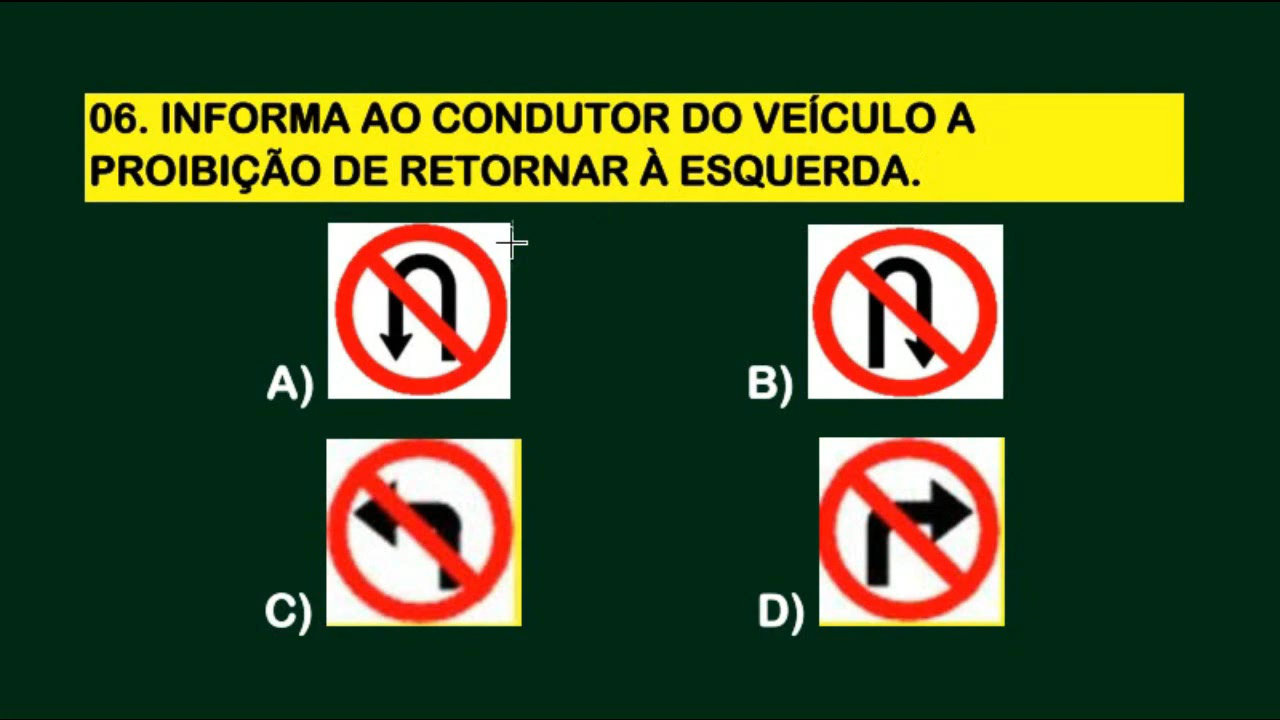 06. INFORMA AO CONDUTOR DO VEÍCULO A
PROIBIÇÃO DE RETORNAR À ESQUERDA.
A)
B)
C)
D)